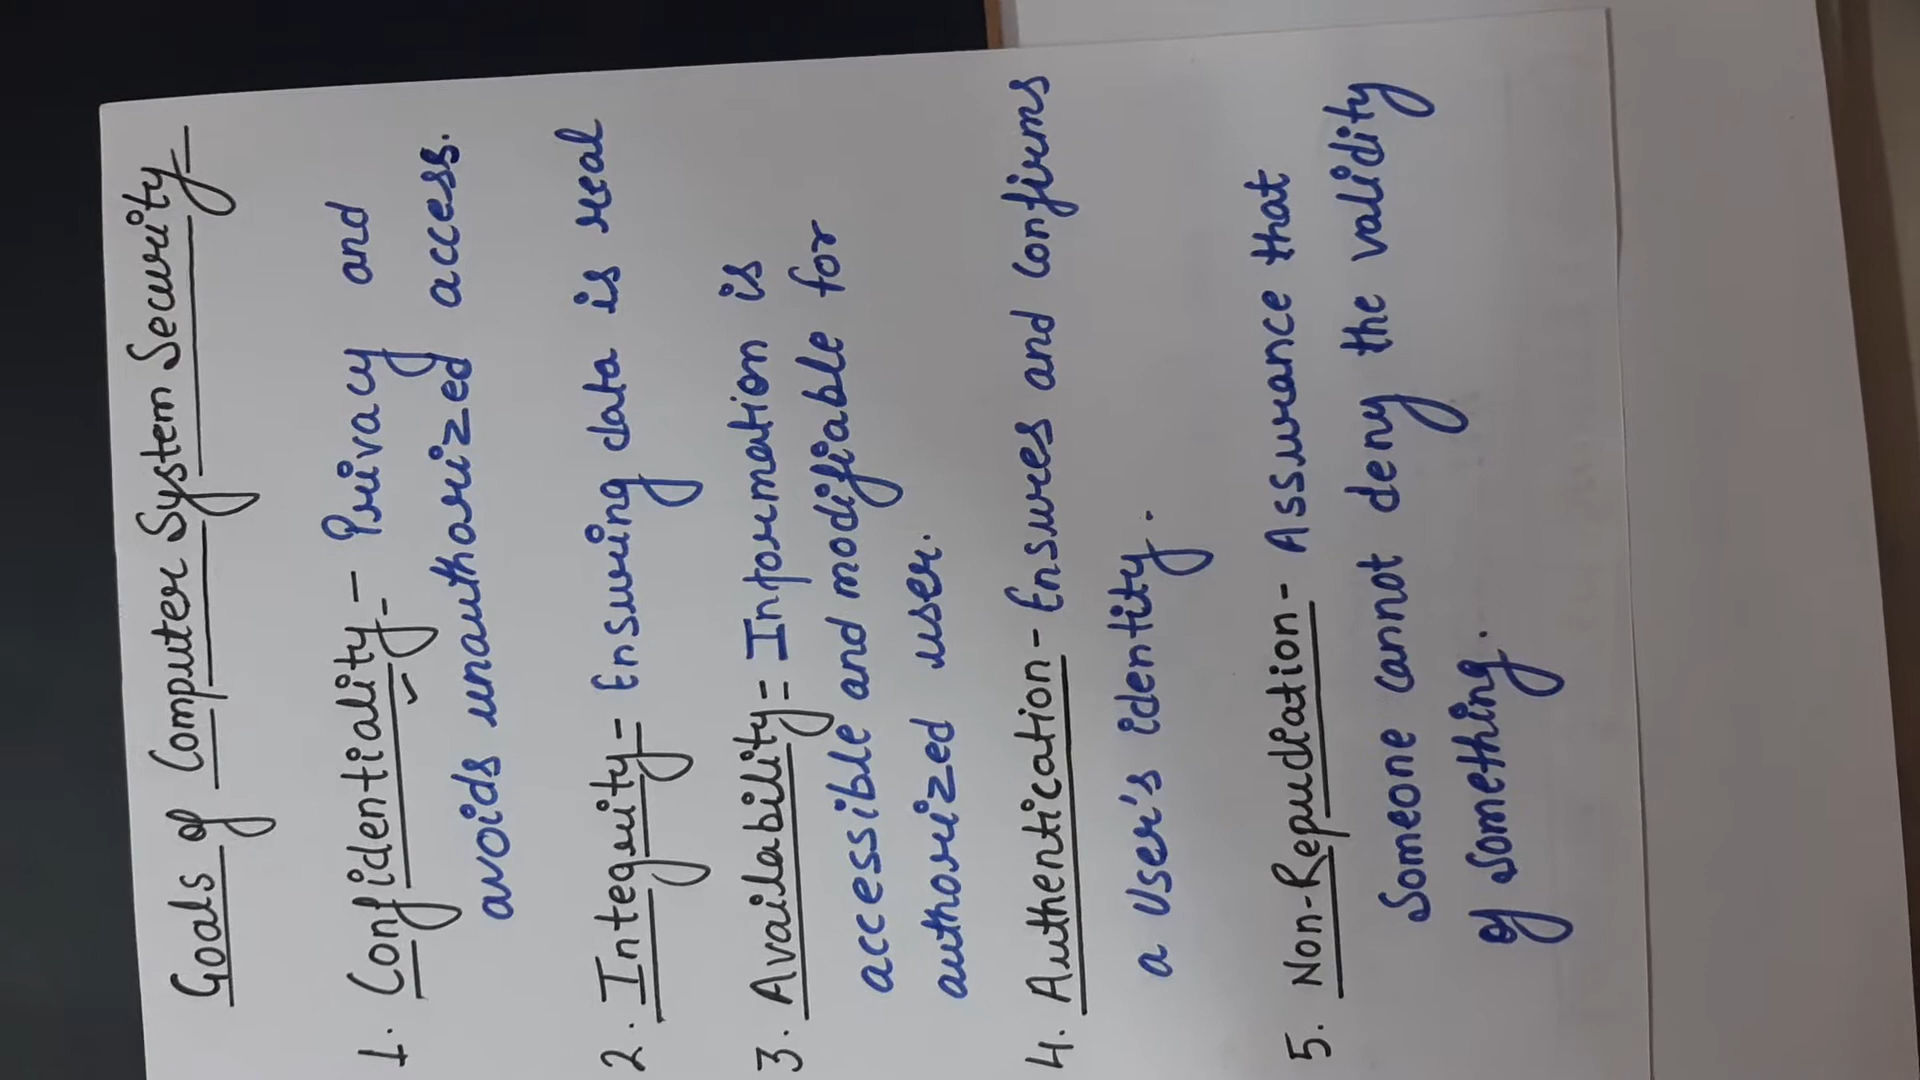 Goals of Computer System Security
1. Confidentiality - Privacy and
avoids unauthorized access.
2. Integrity = Ensuring data is real
3. Availability = Information is
accessible and modifiable for
authorized user.
4. Authentication - Ensures and Confirms
a User's identity.
5. Non-Repudiation - Assurance that
Someone cannot deny the validity
of Something.